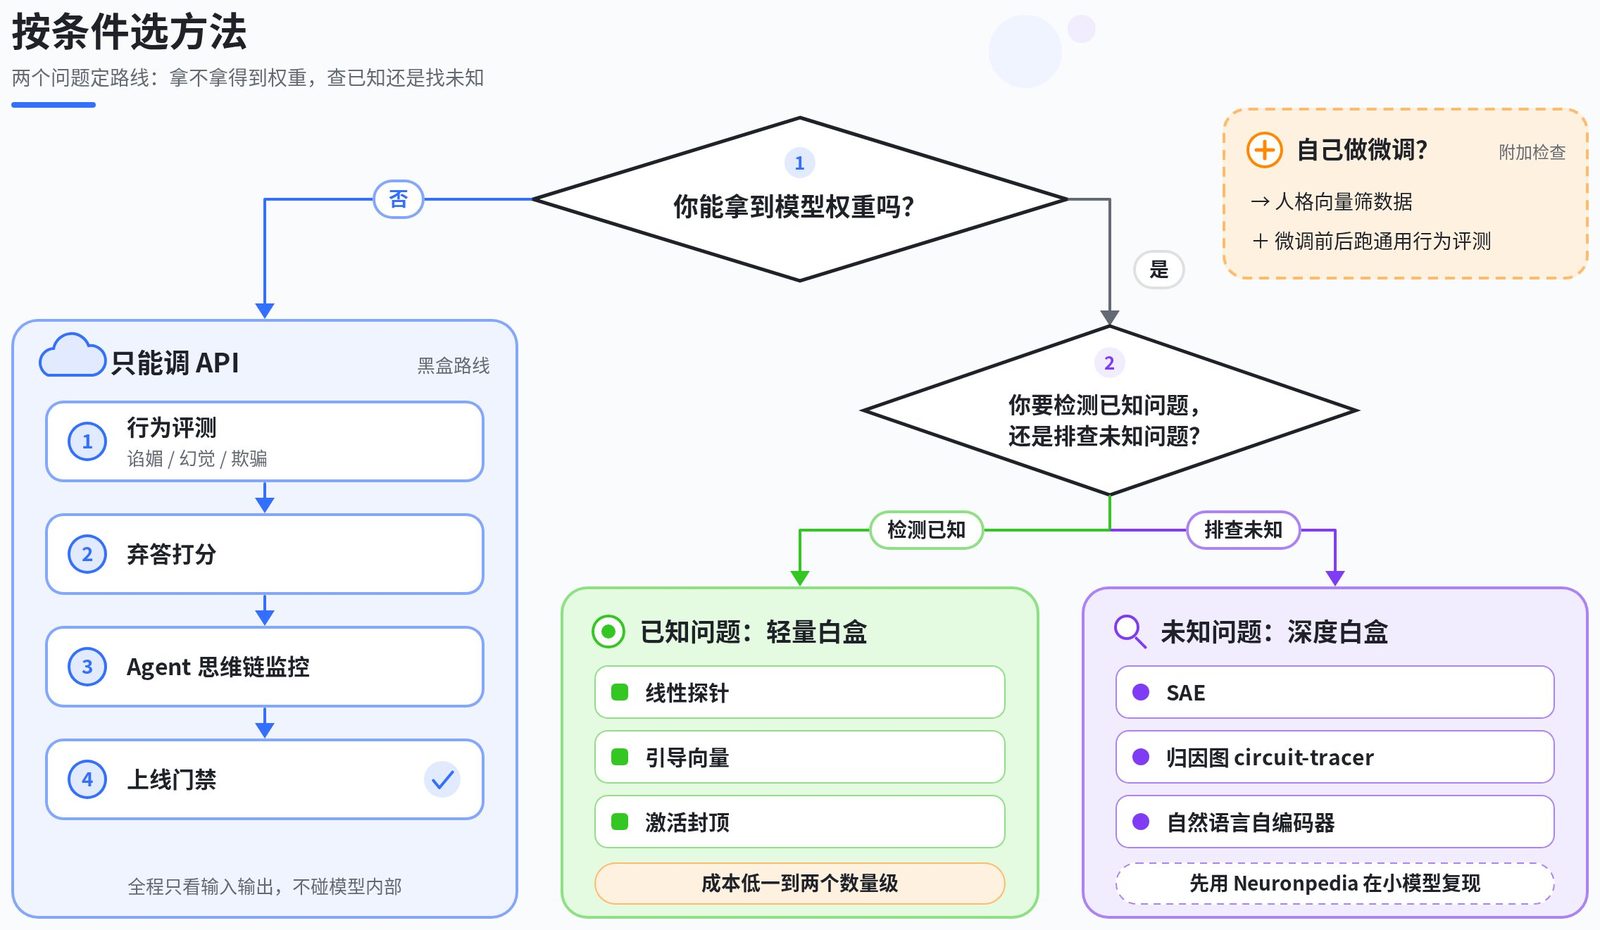 按条件选方法
两个问题定路线：拿不拿得到权重，查已知还是找未知
1
你能拿到模型权重吗？
否
是
自己做微调？
附加检查
→ 人格向量筛数据
＋ 微调前后跑通用行为评测
只能调 API
黑盒路线
1
行为评测
谄媚 / 幻觉 / 欺骗
2
弃答打分
3
Agent 思维链监控
4
上线门禁
全程只看输入输出，不碰模型内部
2
你要检测已知问题，
还是排查未知问题？
检测已知
排查未知
已知问题：轻量白盒
线性探针
引导向量
激活封顶
成本低一到两个数量级
未知问题：深度白盒
SAE
归因图 circuit-tracer
自然语言自编码器
先用 Neuronpedia 在小模型复现